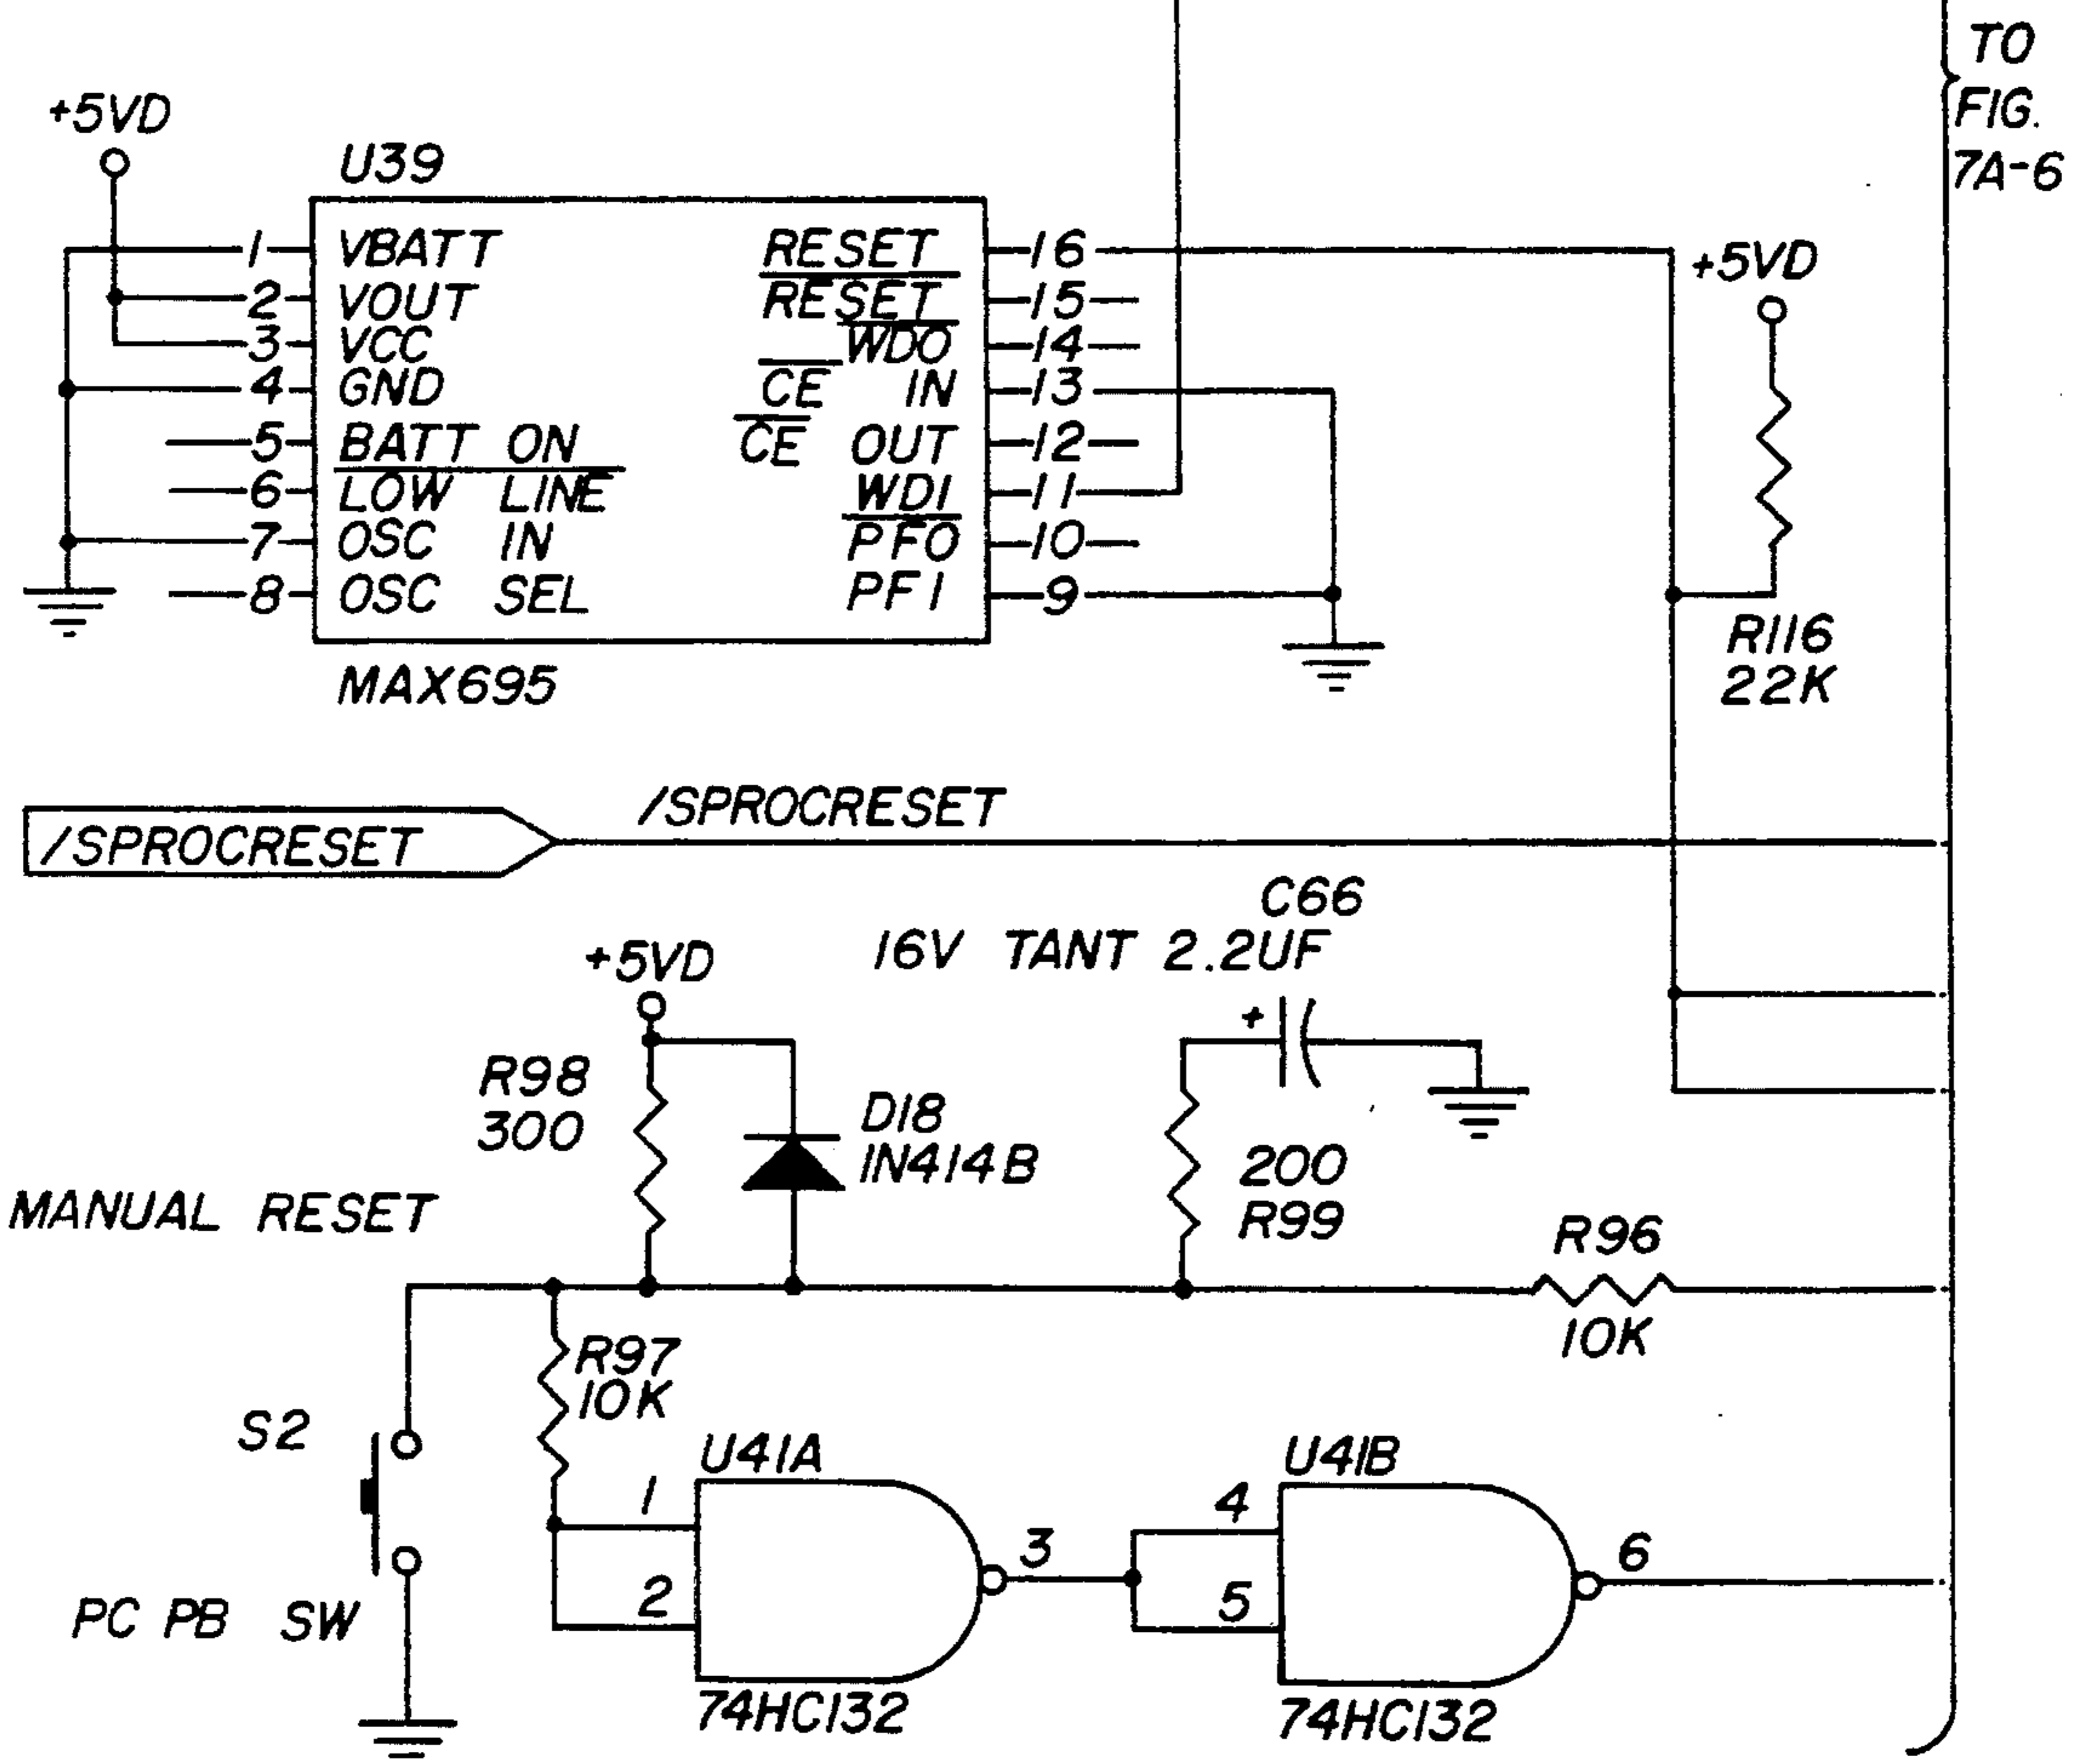 TO
FIG.
7A-6
+5VD
U39
1 VBATT RESET 16
2 VOUT RESET 15
3 VCC WDO 14
4 GND CE IN 13
5 BATT ON CE OUT 12
6 LOW LINE WDI 11
7 OSC IN PFO 10
8 OSC SEL PFI 9
MAX695
+5VD
R116
22K
/SPROCRESET
/SPROCRESET
C66
16V TANT 2.2UF
+
+5VD
R98
300
D18
IN414B
200
R99
MANUAL RESET
R96
10K
R97
10K
S2
PC PB SW
U41A
1
2
3
74HC132
U41B
4
5
6
74HC132